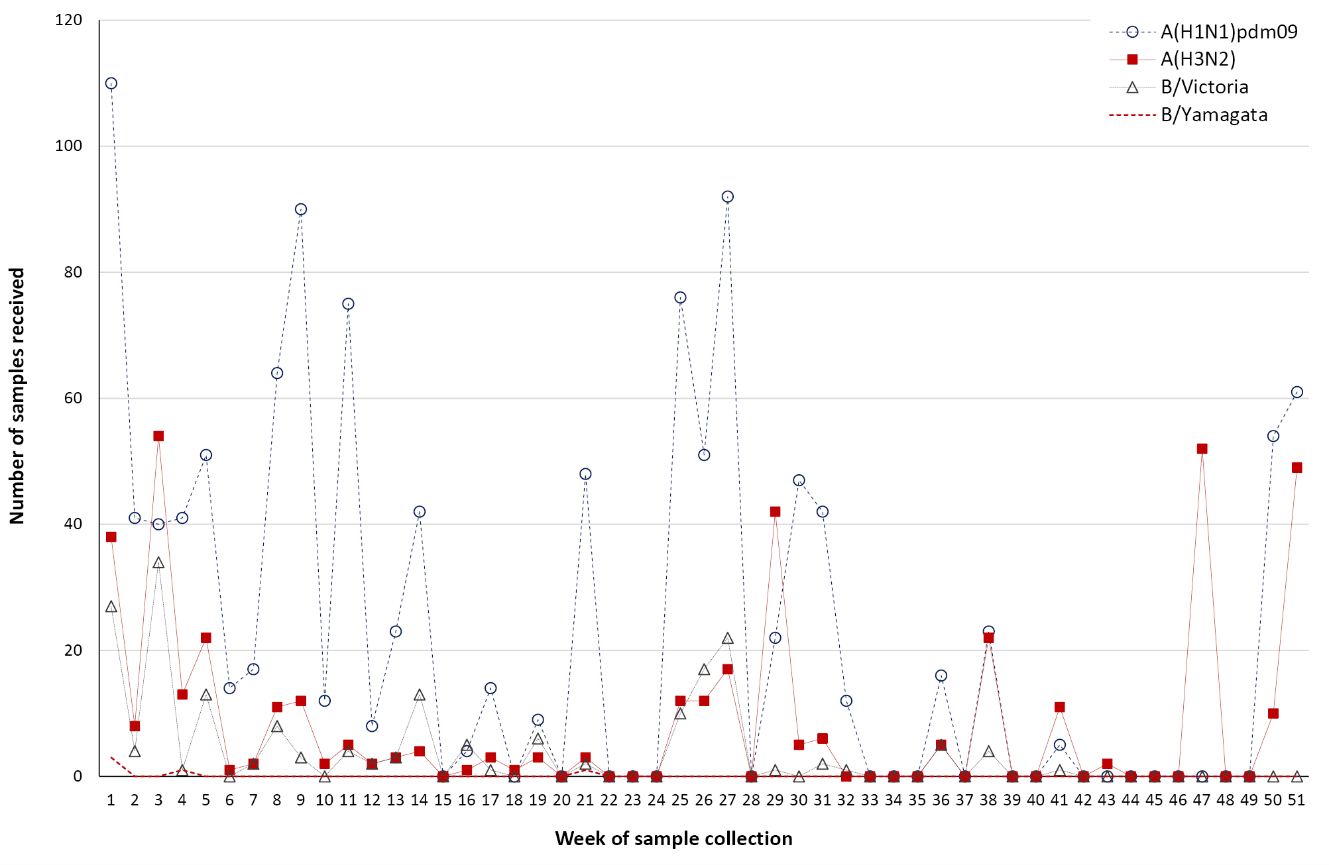 120
100
80
60
40
20
0
Number of samples received
A(H1N1)pdm09
A(H3N2)
B/Victoria
B/Yamagata
1 2 3 4 5 6 7 8 9 10 11 12 13 14 15 16 17 18 19 20 21 22 23 24 25 26 27 28 29 30 31 32 33 34 35 36 37 38 39 40 41 42 43 44 45 46 47 48 49 50 51
Week of sample collection